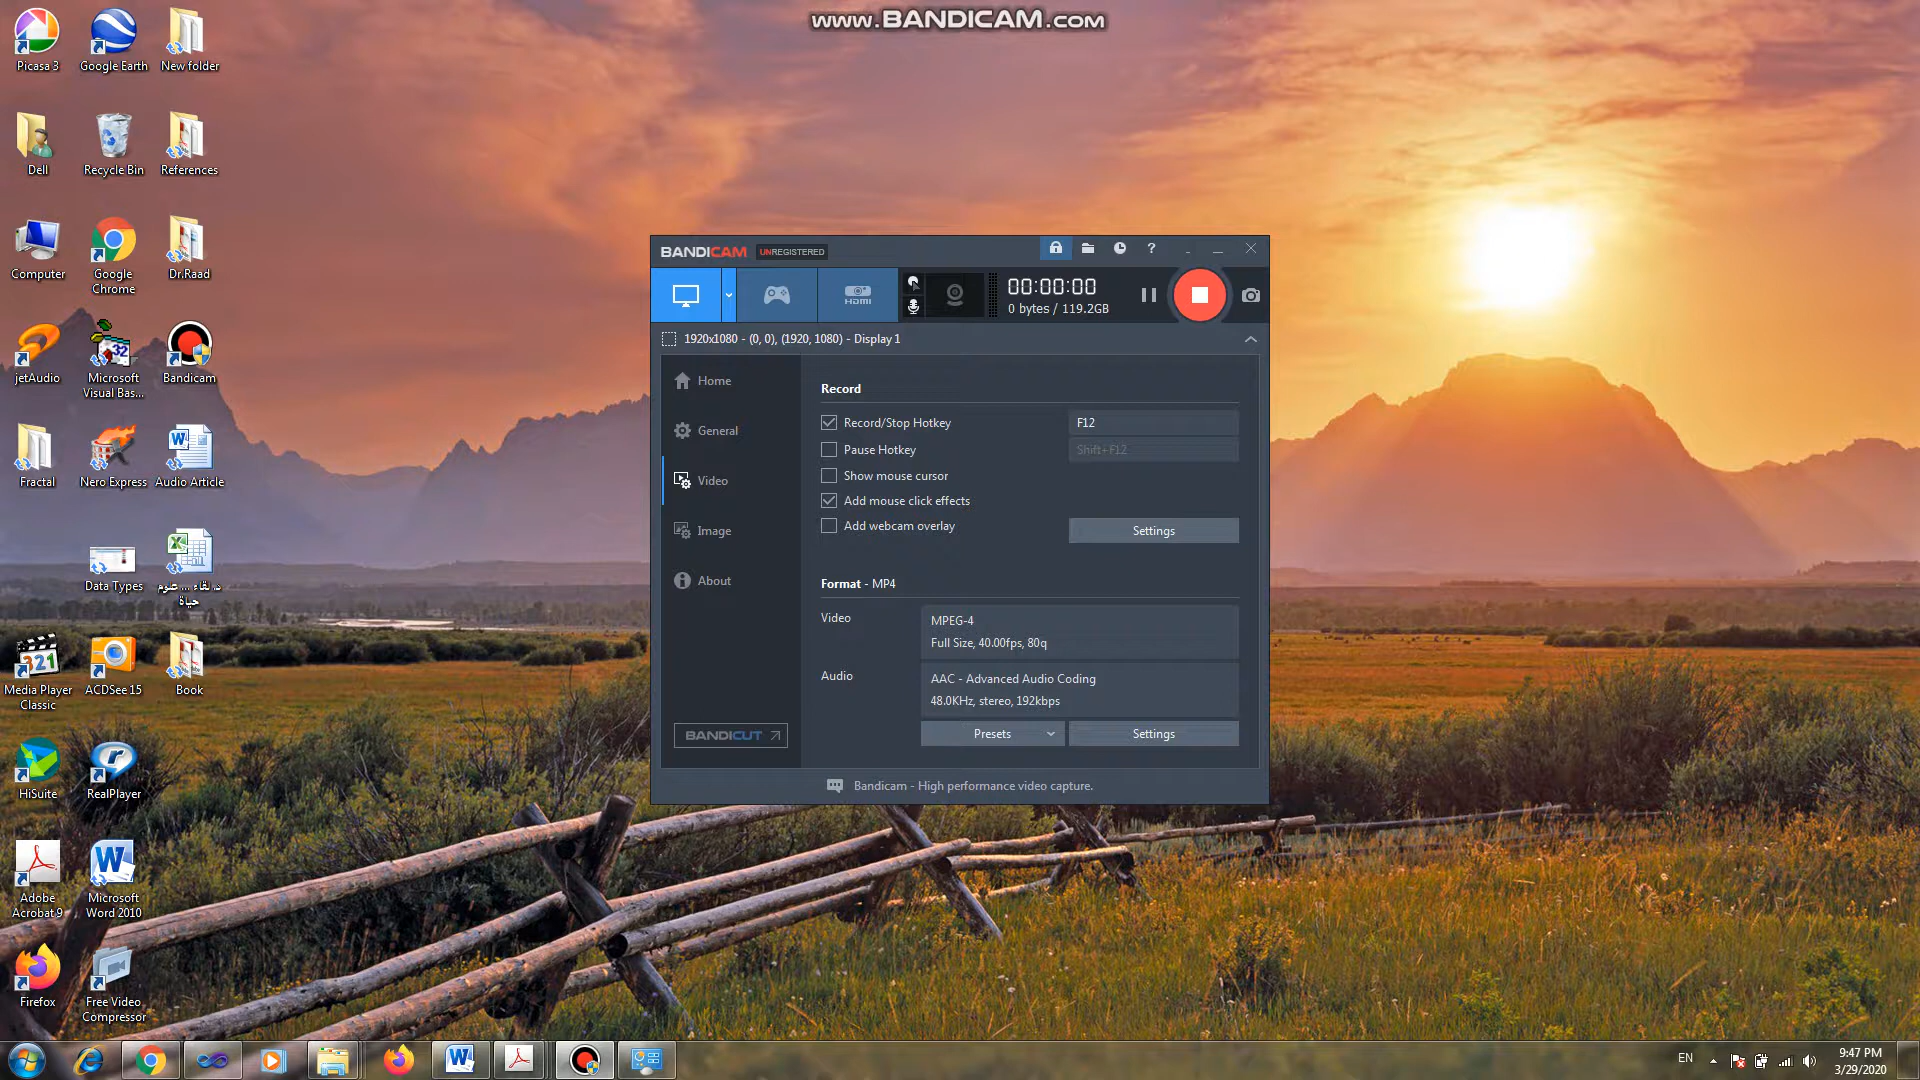 www.BANDICAM.com
Picasa 3
Google Earth
New folder
Dell
Recycle Bin
References
Computer
Google
Chrome
Dr.Raad
jetAudio
Microsoft
Visual Bas...
Bandicam
Fractal
Nero Express
Audio Article
Data Types
د. لقاء ... علوم
حياة
Media Player
Classic
ACDSee 15
Book
HiSuite
RealPlayer
Adobe
Acrobat 9
Microsoft
Word 2010
Firefox
Free Video
Compressor
BANDICAM UNREGISTERED
?
HDMI
00:00:00
0 bytes / 119.2GB
1920x1080 - (0, 0), (1920, 1080) - Display 1
Home
General
Video
Image
About
BANDICUT
Record
Record/Stop Hotkey
F12
Pause Hotkey
Shift+F12
Show mouse cursor
Add mouse click effects
Add webcam overlay
Settings
Format - MP4
Video
MPEG-4
Full Size, 40.00fps, 80q
Audio
AAC - Advanced Audio Coding
48.0KHz, stereo, 192kbps
Presets
Settings
Bandicam - High performance video capture.
EN
9:47 PM
3/29/2020